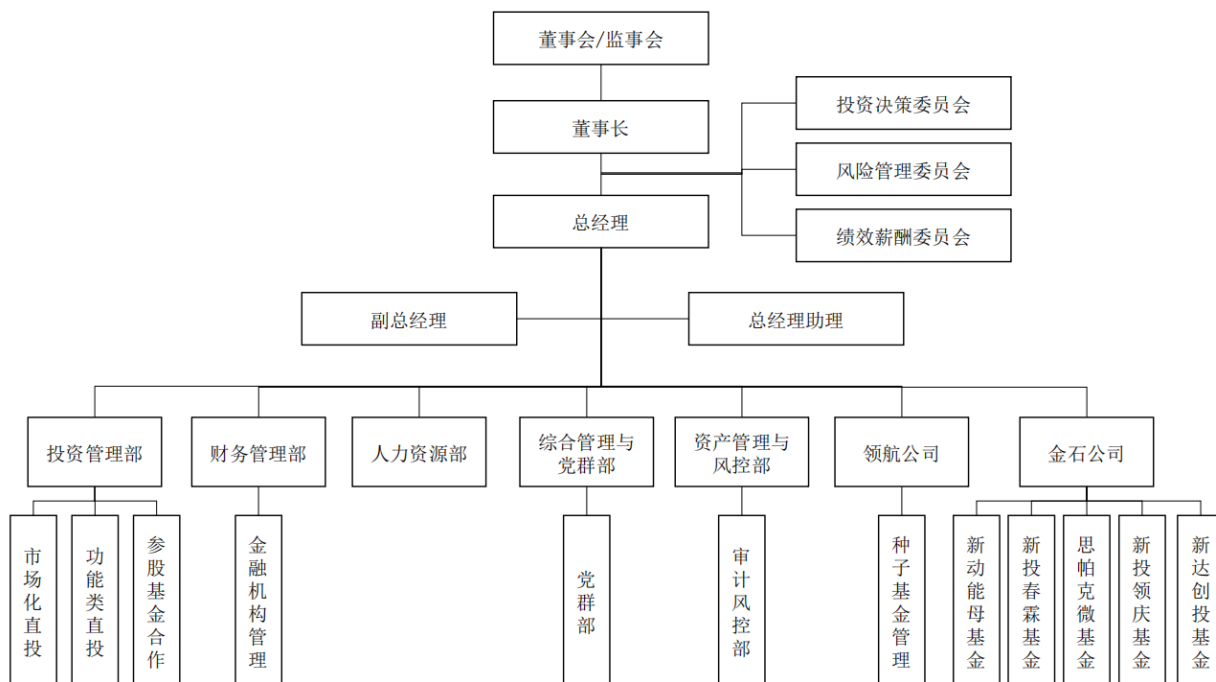 董事会/监事会
董事长
投资决策委员会
风险管理委员会
总经理
绩效薪酬委员会
副总经理
总经理助理
投资管理部
财务管理部
人力资源部
综合管理与
党群部
资产管理与
风控部
领航公司
金石公司
市场化直投
功能类直投
参股基金合作
金融机构管理
党群部
审计风控部
种子基金管理
新动能母基金
新投春霖基金
思帕克微基金
新投领庆基金
新达创投基金